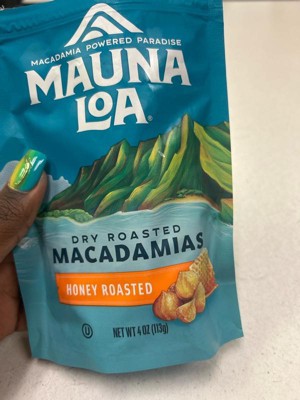 MACADAMIA POWERED PARADISE
MAUNA
LOA®
DRY ROASTED
MACADAMIAS
HONEY ROASTED
U
NET WT 4 OZ (113g)